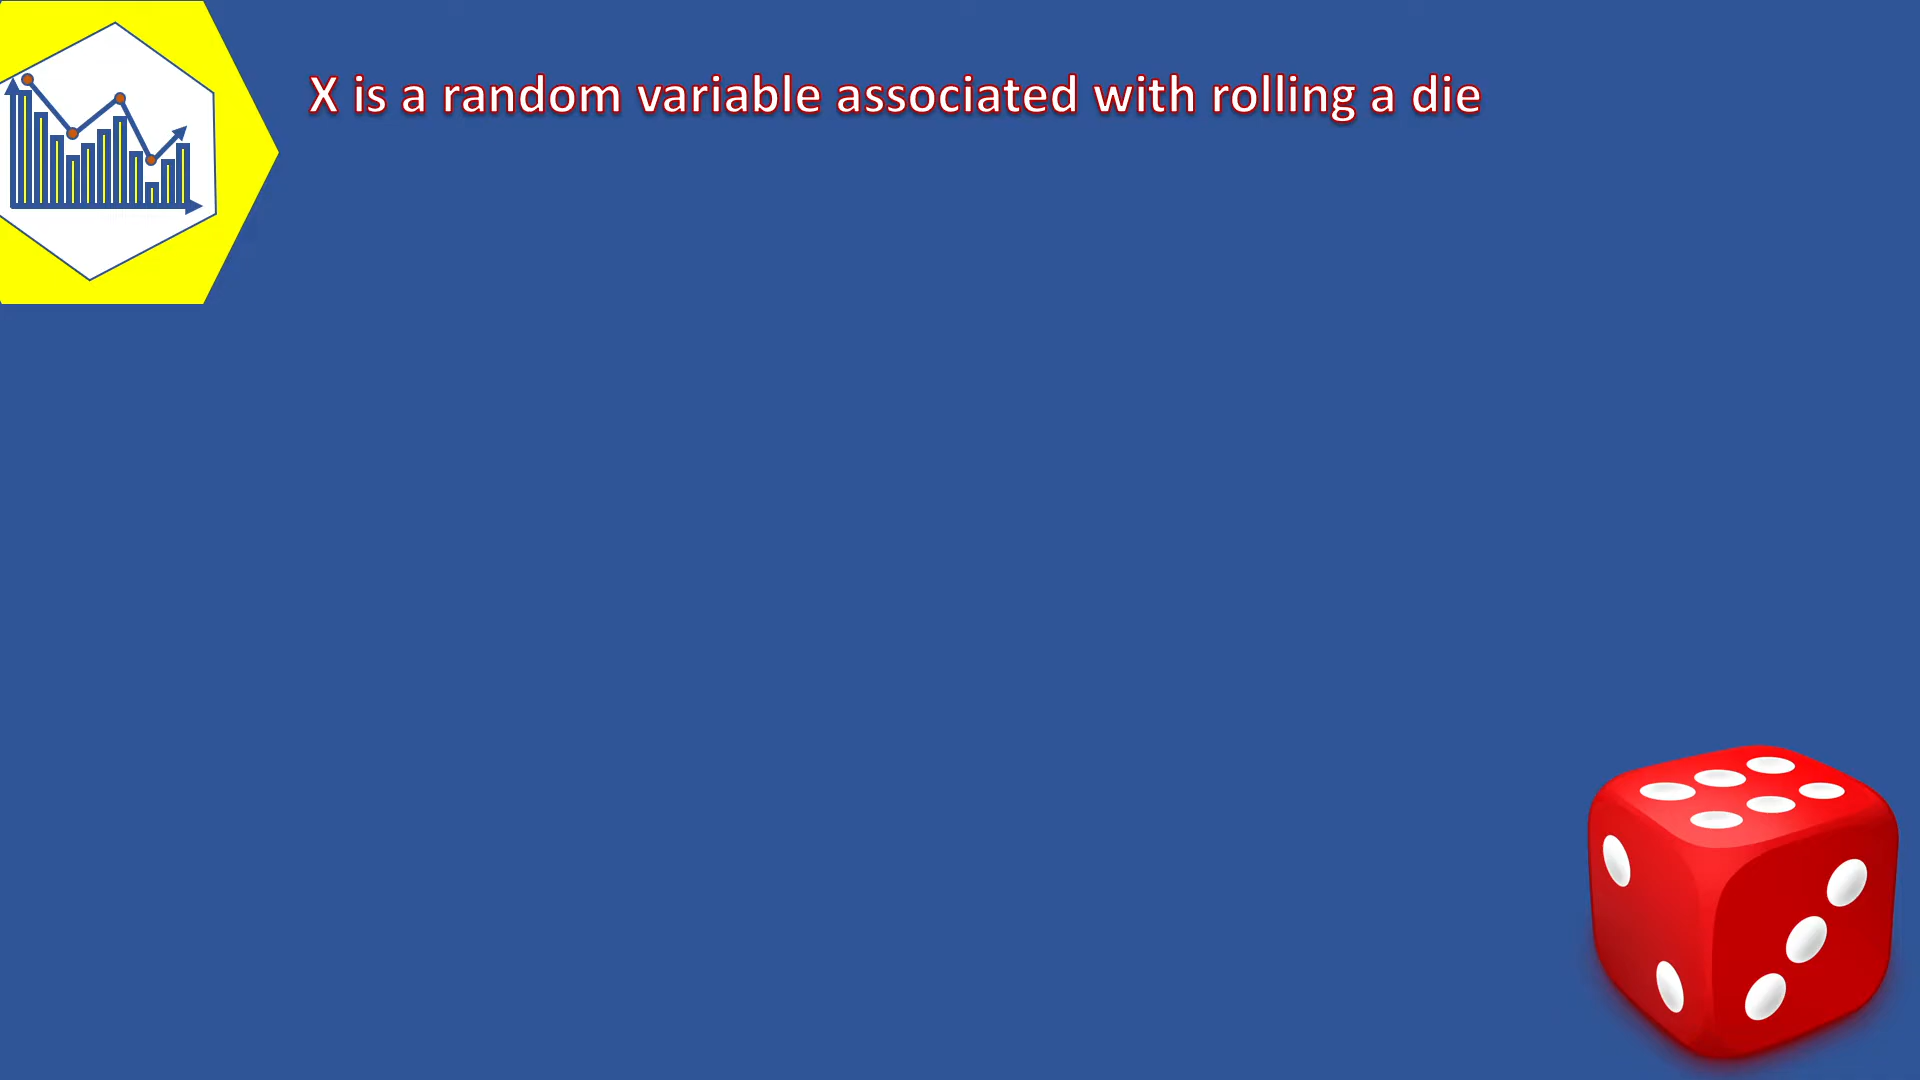 X is a random variable associated with rolling a die